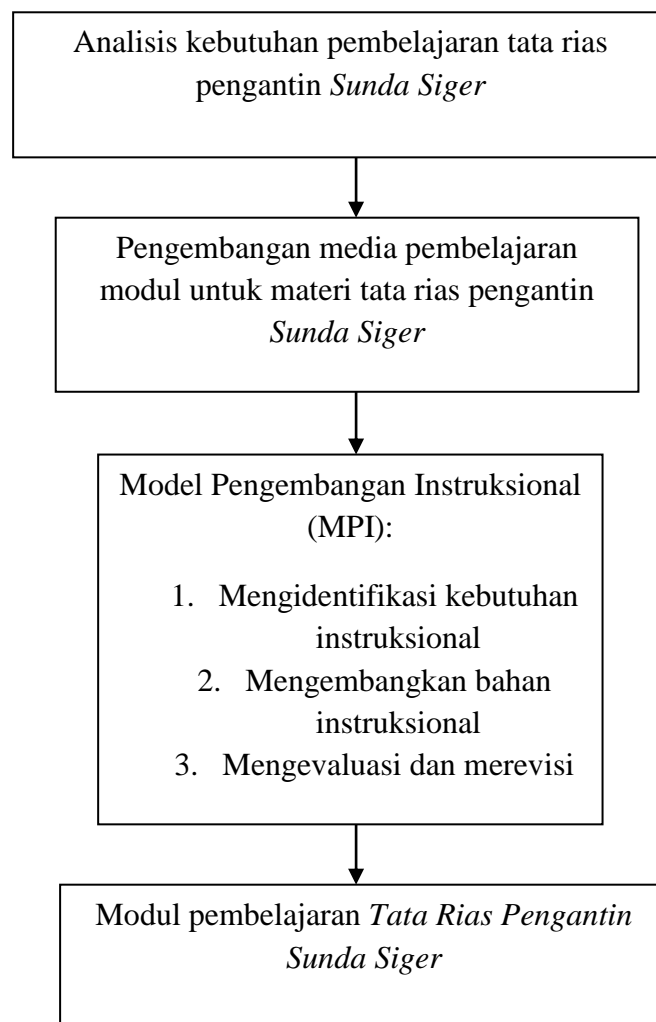 Analisis kebutuhan pembelajaran tata rias
pengantin Sunda Siger
Pengembangan media pembelajaran
modul untuk materi tata rias pengantin
Sunda Siger
Model Pengembangan Instruksional
(MPI):
1. Mengidentifikasi kebutuhan
instruksional
2. Mengembangkan bahan
instruksional
3. Mengevaluasi dan merevisi
Modul pembelajaran Tata Rias Pengantin
Sunda Siger